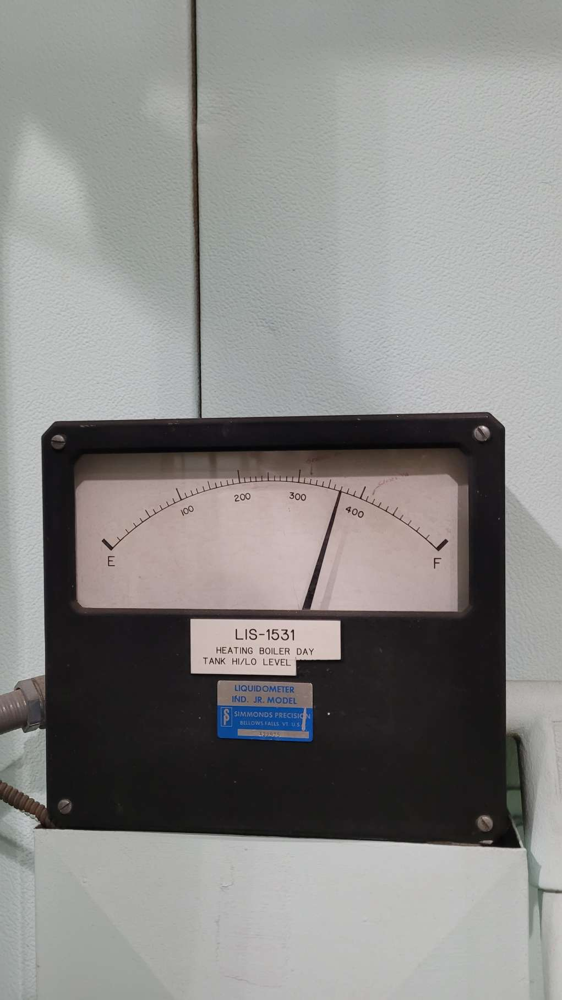 100
200
300
400
E
F
LIS-1531
HEATING BOILER DAY
TANK HI/LO LEVEL
LIQUIDOMETER
IND. JR. MODEL
SP
SIMMONDS PRECISION
BELLOWS FALLS, VT. U.S.